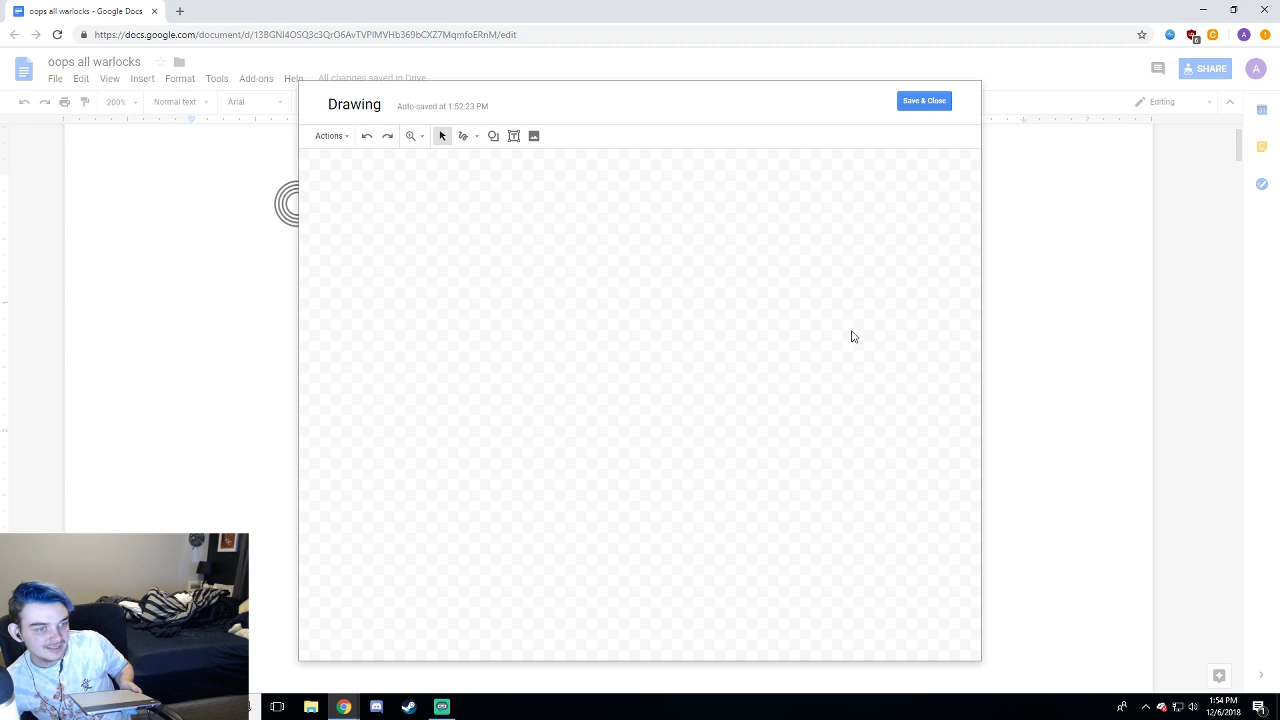 oops all warlocks - Google Docs
https://docs.google.com/document/d/13BGNI4OSQ3c3QrO6AvTVPIMVHb369bCXZ7MqmfoERnM/edit
oops all warlocks
File Edit View Insert Format Tools Add-ons Help All changes saved in Drive
SHARE
A
200% Normal text Arial
Editing
Drawing Auto-saved at 1:52:23 PM
Save & Close
Actions
1:54 PM
12/6/2018